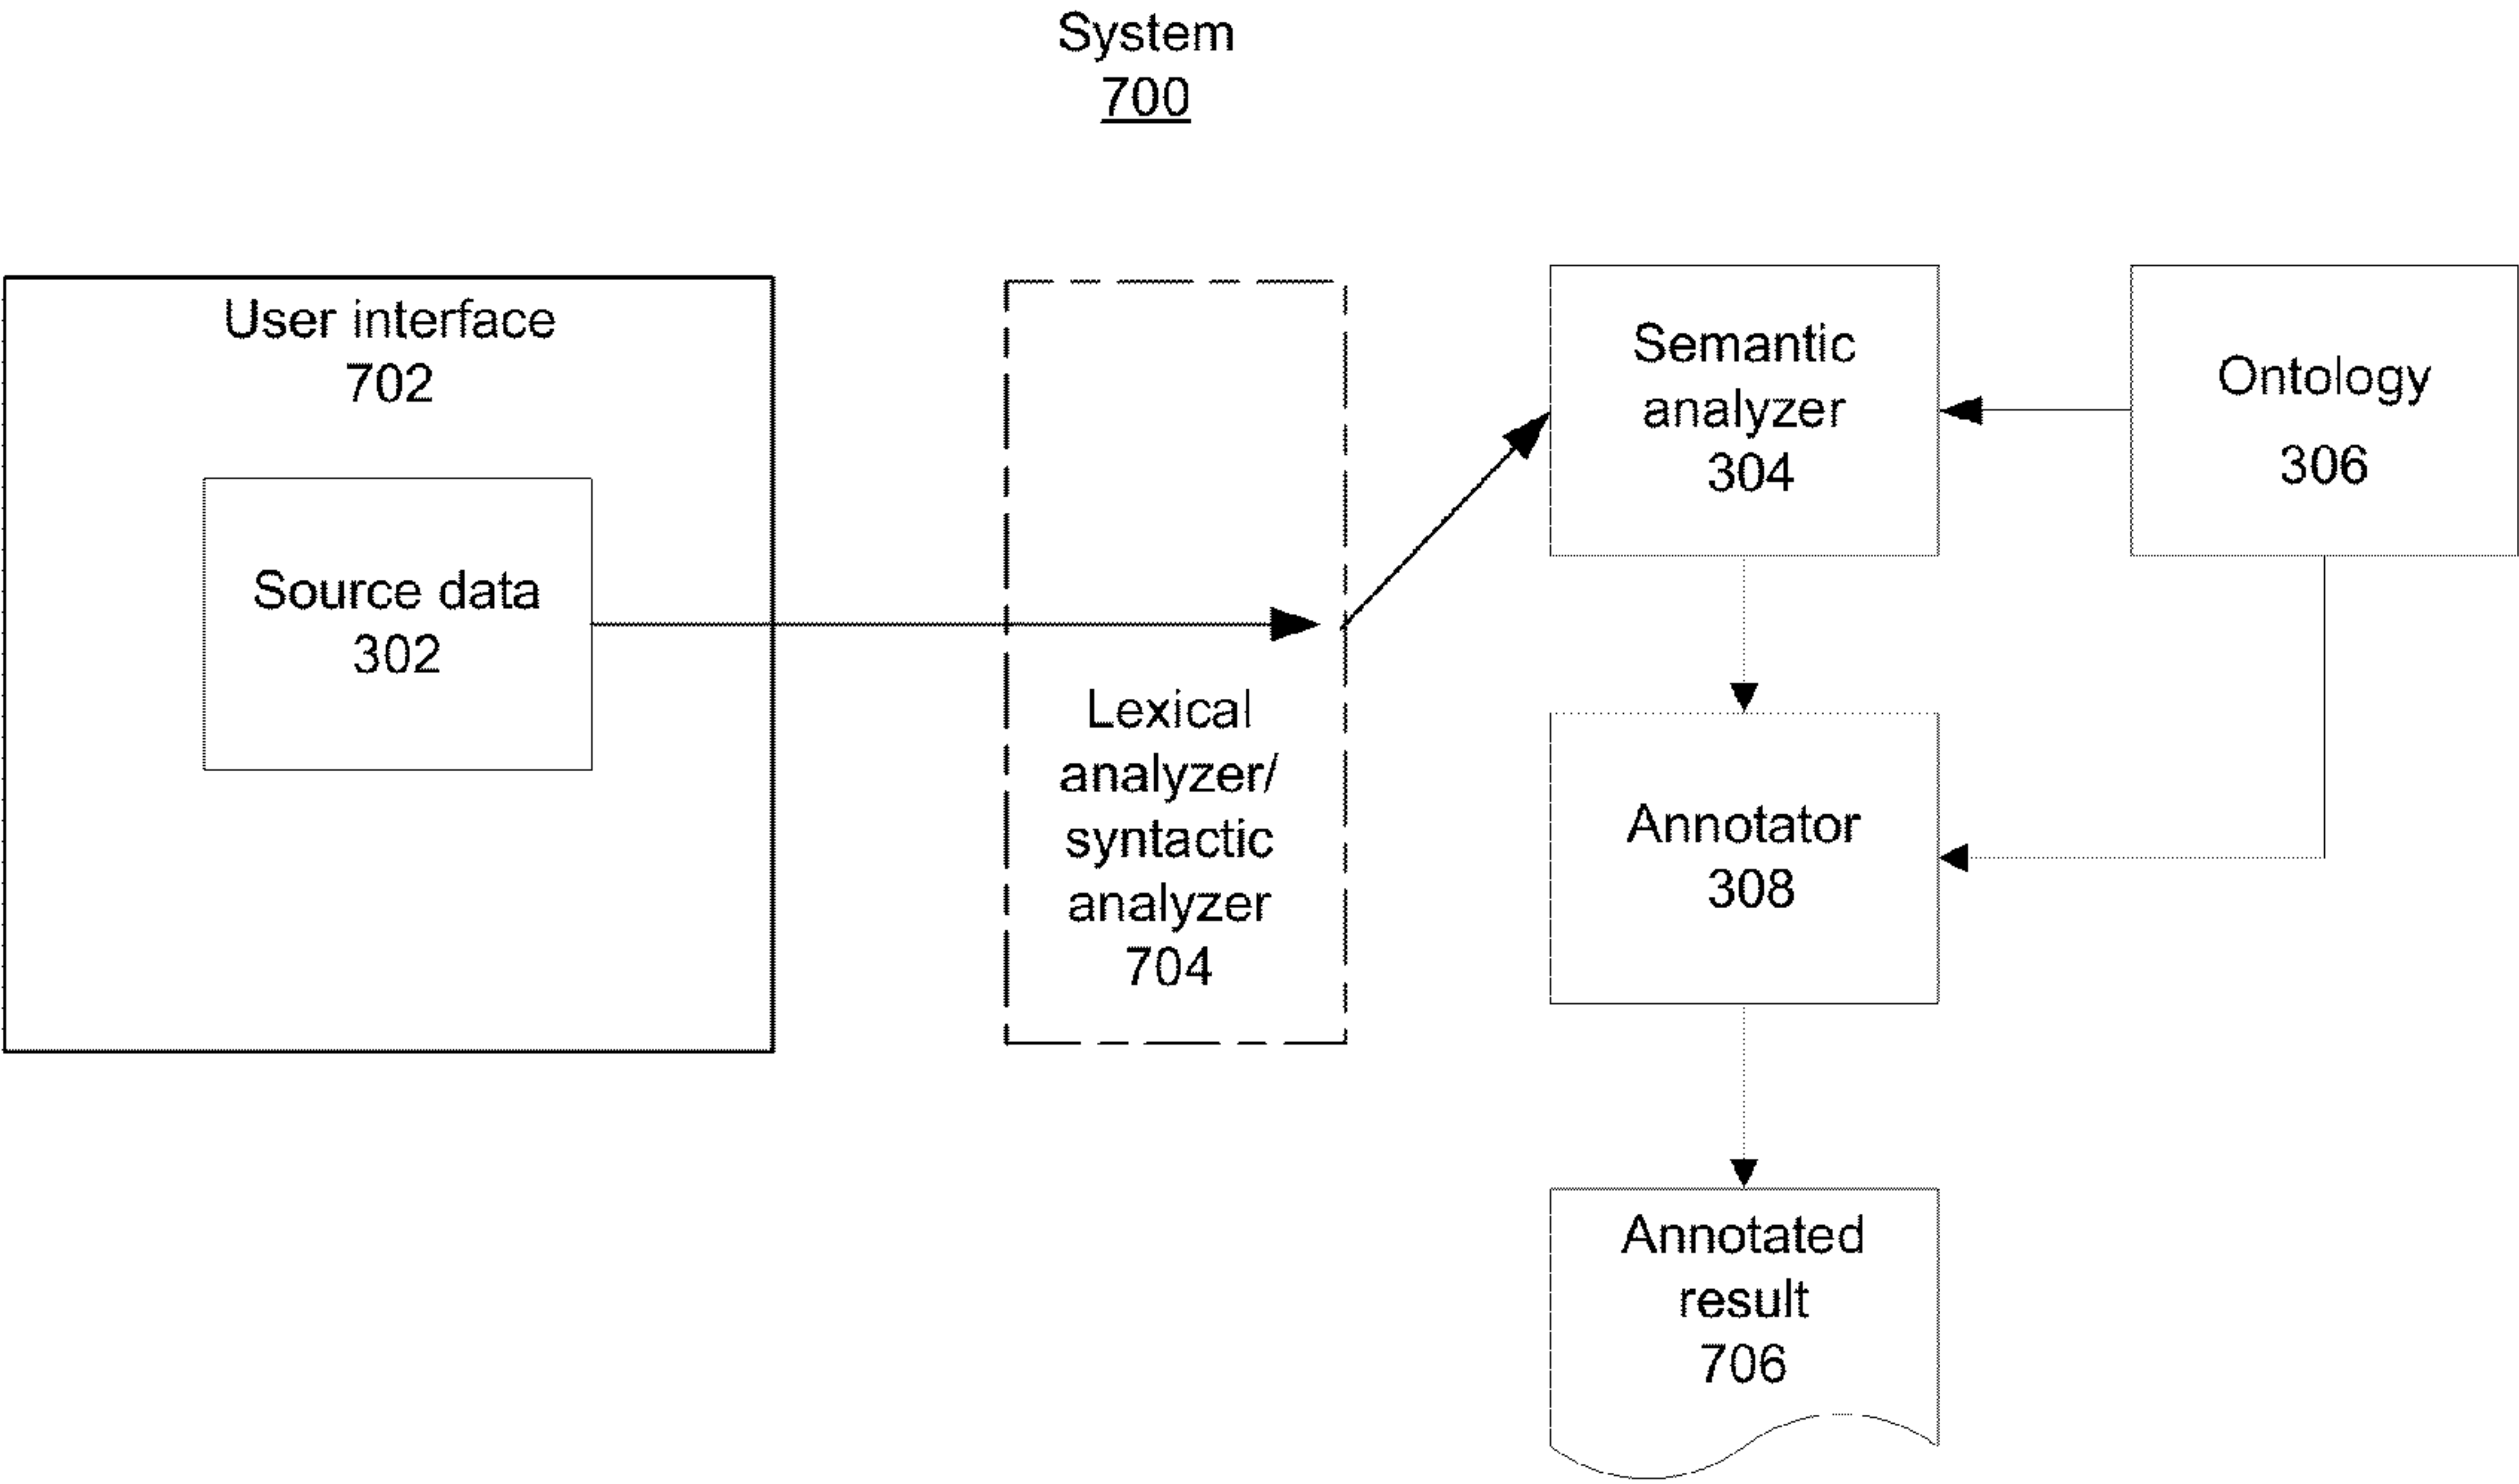 System
700
User interface
702
Source data
302
Lexical
analyzer/
syntactic
analyzer
704
Semantic
analyzer
304
Ontology
306
Annotator
308
Annotated
result
706